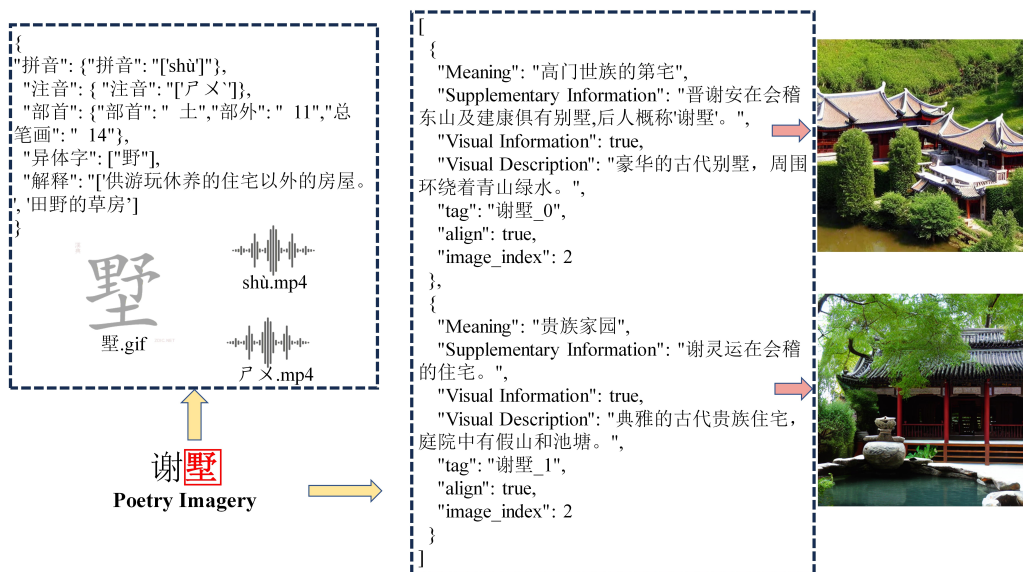 {
"拼音": {"拼音": "['shù']"},
"注音": { "注音": "['ㄕㄨˋ']},
"部首": {"部首": " 土","部外": " 11","总
笔画": " 14"},
"异体字": ["野"],
"解释": "['供游玩休养的住宅以外的房屋。
', '田野的草房’]
}
墅
shù.mp4
墅.gif
ㄕㄨ.mp4
谢墅
Poetry Imagery
[
{
"Meaning": "高门世族的第宅",
"Supplementary Information": "晋谢安在会稽
东山及建康俱有别墅,后人概称'谢墅'。",
"Visual Information": true,
"Visual Description": "豪华的古代别墅，周围
环绕着青山绿水。",
"tag": "谢墅_0",
"align": true,
"image_index": 2
},
{
"Meaning": "贵族家园",
"Supplementary Information": "谢灵运在会稽
的住宅。",
"Visual Information": true,
"Visual Description": "典雅的古代贵族住宅，
庭院中有假山和池塘。",
"tag": "谢墅_1",
"align": true,
"image_index": 2
}
]